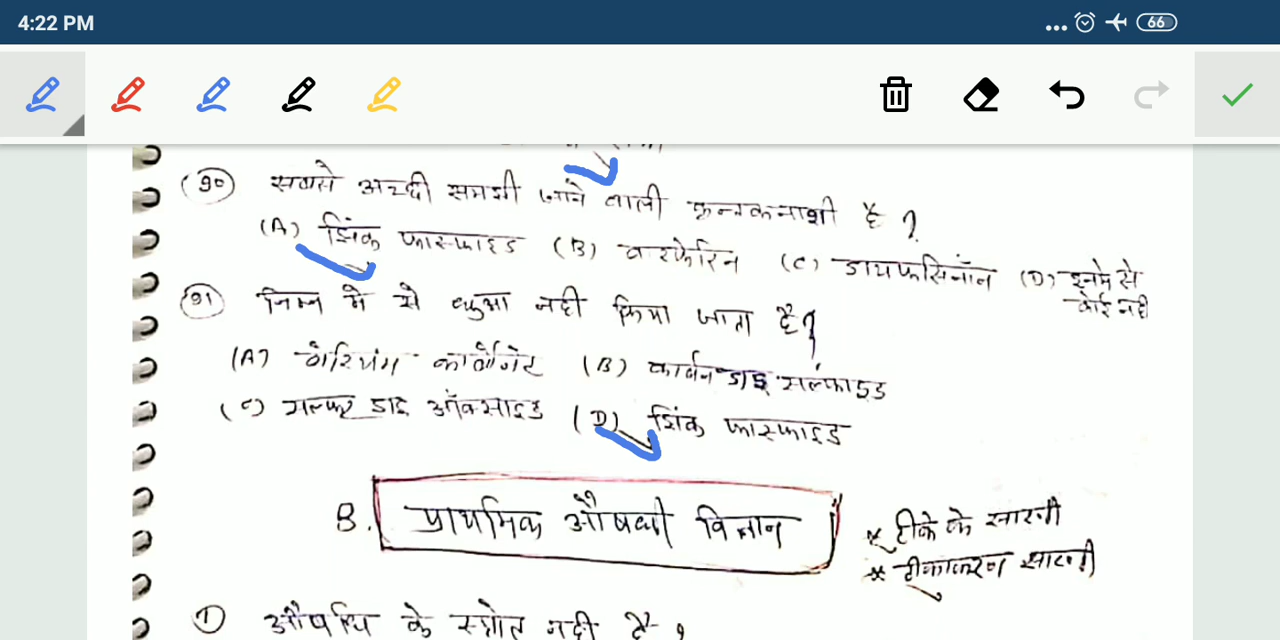 4:22 PM
66
(90) सबसे अच्छी समझी जाने वाली कृन्तकनाशी है ?
(A) झिंक फास्फाइड (B) वारफेरिन (C) डायफसिनॉन (D) इनमे से कोई नही
(91) निम्न मे से धुआ नही किया जाता है ?
(A) वेरियंम कार्बोनेट (B) कार्बन डाइ सल्फाइड
(C) सल्फर डाइ ऑक्साइड (D) झिंक फास्फाइड
B. प्राथमिक औषधी विज्ञान
* टीके के सारणी
* टीकाकरण सारणी
(1) औषधि के स्त्रोत नही है ?